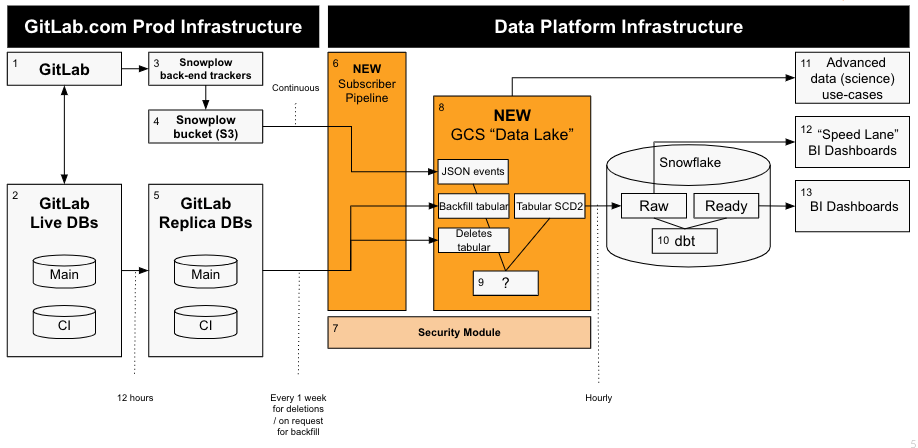 GitLab.com Prod Infrastructure
Data Platform Infrastructure
1
GitLab
3
Snowplow
back-end trackers
4
Snowplow
bucket (S3)
Continuous
2
GitLab
Live DBs
Main
CI
5
GitLab
Replica DBs
Main
CI
12 hours
Every 1 week
for deletions
/ on request
for backfill
6
NEW
Subscriber
Pipeline
7
Security Module
8
NEW
GCS “Data Lake”
JSON events
Backfill tabular
Tabular SCD2
Deletes
tabular
9
?
Hourly
Snowflake
Raw
Ready
10
dbt
11
Advanced
data (science)
use-cases
12
“Speed Lane”
BI Dashboards
13
BI Dashboards
5